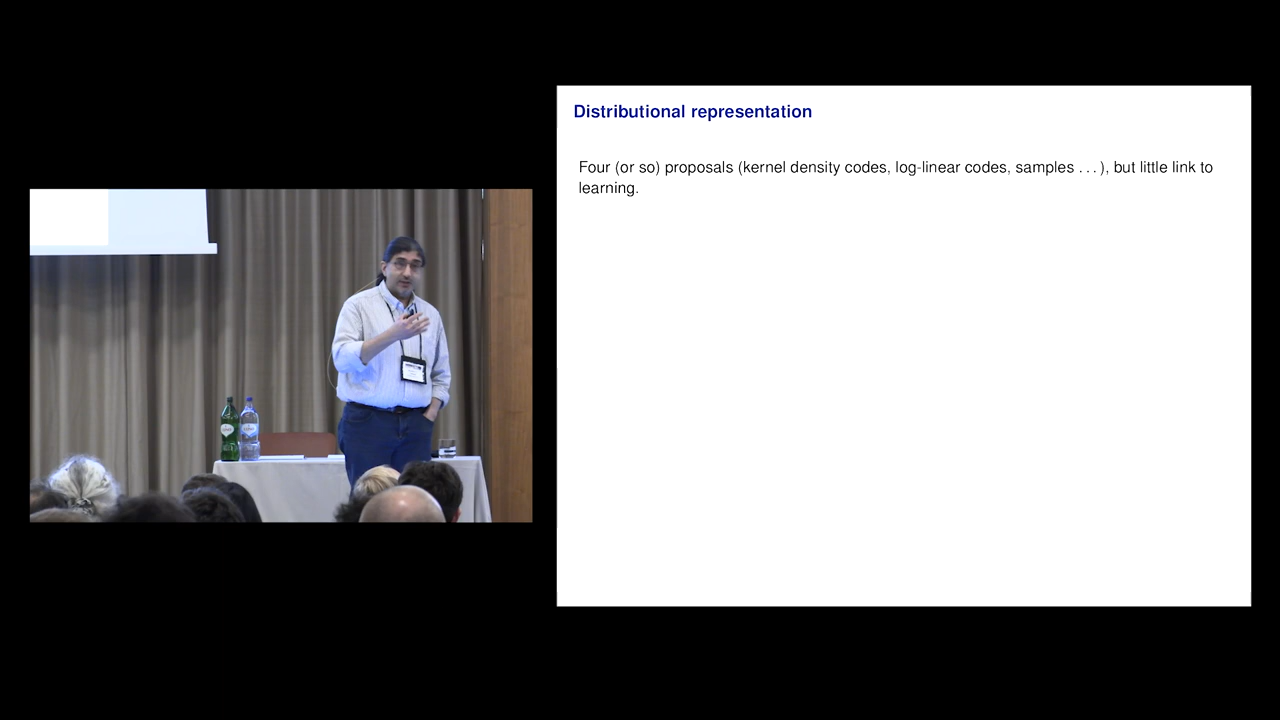 Distributional representation
Four (or so) proposals (kernel density codes, log-linear codes, samples . . . ), but little link to
learning.